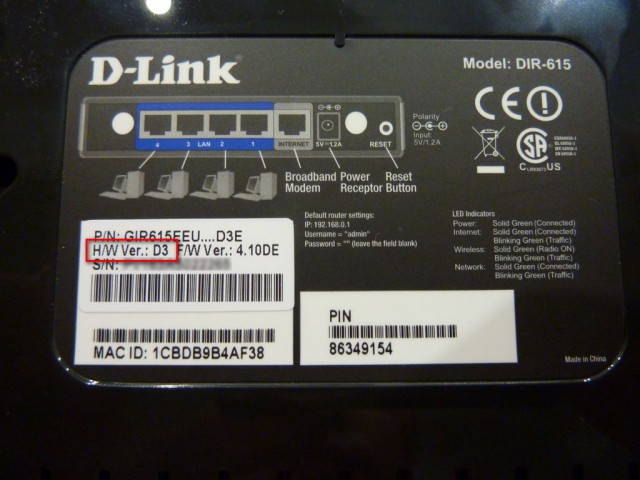 D-Link
Model: DIR-615
4 3 LAN 2 1 INTERNET 5V⎓1.2A RESET
Polarity
Input:
5V/1.2A
Broadband Modem
Power Receptor
Reset Button
CE
SA
C US
P/N: GIR615EEU....D3E
H/W Ver.: D3 F/W Ver.: 4.10DE
S/N:
MAC ID: 1CBDB9B4AF38
Default router settings:
IP: 192.168.0.1
Username = "admin"
Password = "" (leave the field blank)
LED Indicators
Power: Solid Green (Connected)
Internet: Solid Green (Connected)
Blinking Green (Traffic)
Wireless: Solid Green (Radio ON)
Blinking Green (Traffic)
Network: Solid Green (Connected)
Blinking Green (Traffic)
PIN
86349154
Made in China